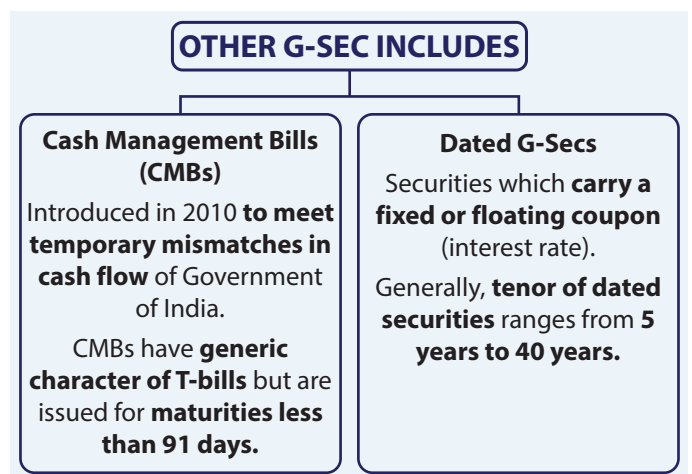 OTHER G-SEC INCLUDES
Cash Management Bills
(CMBs)
Introduced in 2010 to meet
temporary mismatches in
cash flow of Government
of India.
CMBs have generic
character of T-bills but are
issued for maturities less
than 91 days.
Dated G-Secs
Securities which carry a
fixed or floating coupon
(interest rate).
Generally, tenor of dated
securities ranges from 5
years to 40 years.